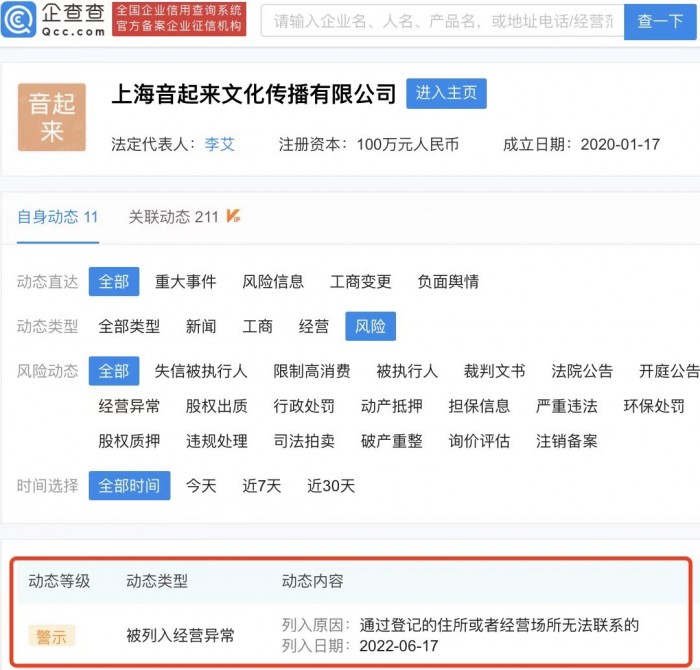 企查查
Qcc.com
全国企业信用查询系统
官方备案企业征信机构
请输入企业名、人名、产品名，或地址电话/经营范
查一下
音起
来
上海音起来文化传播有限公司
进入主页
法定代表人：李艾 注册资本：100万元人民币 成立日期：2020-01-17
自身动态 11 关联动态 211 VIP
动态直达 全部 重大事件 风险信息 工商变更 负面舆情
动态类型 全部类型 新闻 工商 经营 风险
风险动态 全部 失信被执行人 限制高消费 被执行人 裁判文书 法院公告 开庭公告
经营异常 股权出质 行政处罚 动产抵押 担保信息 严重违法 环保处罚
股权质押 违规处理 司法拍卖 破产重整 询价评估 注销备案
时间选择 全部时间 今天 近7天 近30天
动态等级 动态类型 动态内容
警示 被列入经营异常 列入原因：通过登记的住所或者经营场所无法联系的
列入日期：2022-06-17